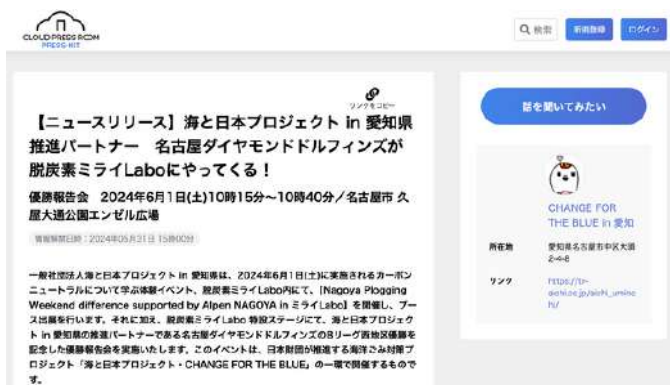 CLOUD PRESS ROOM
PRESS-KIT
検索
新規登録
ログイン
リンクをコピー
【ニュースリリース】海と日本プロジェクト in 愛知県
推進パートナー 名古屋ダイヤモンドドルフィンズが
脱炭素ミライLaboにやってくる！
優勝報告会 2024年6月1日(土)10時15分～10時40分／名古屋市 久
屋大通公園エンゼル広場
情報解禁日時：2024年05月31日 15時00分
一般社団法人海と日本プロジェクト in 愛知県は、2024年6月1日(土)に実施されるカーボン
ニュートラルについて学ぶ体験イベント、脱炭素ミライLabo内にて、「Nagoya Plogging
Weekend difference supported by Alpen NAGOYA in ミライLabo】を開催し、ブー
ス出展を行います。それに加え、脱炭素ミライLabo 特設ステージにて、海と日本プロジェク
ト in 愛知県の推進パートナーである名古屋ダイヤモンドドルフィンズのBリーグ西地区優勝を
記念した優勝報告会を実施いたします。このイベントは、日本財団が推進する海洋ごみ対策プ
ロジェクト「海と日本プロジェクト・CHANGE FOR THE BLUE」の一環で開催するもので
す。
話を聞いてみたい
CHANGE FOR
THE BLUE in 愛知
所在地
愛知県名古屋市中区大須
2-4-8
リンク